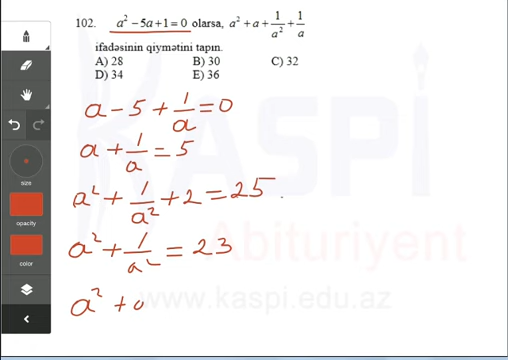 102. a² − 5a + 1 = 0 olarsa, a² + a + 1/a² + 1/a
ifadəsinin qiymətini tapın.
A) 28 B) 30 C) 32
D) 34 E) 36
a − 5 + 1/a = 0
a + 1/a = 5
a² + 1/a² + 2 = 25
a² + 1/a² = 23
a² +
KASPI
Abituriyent
www.kaspi.edu.az
size
opacity
color